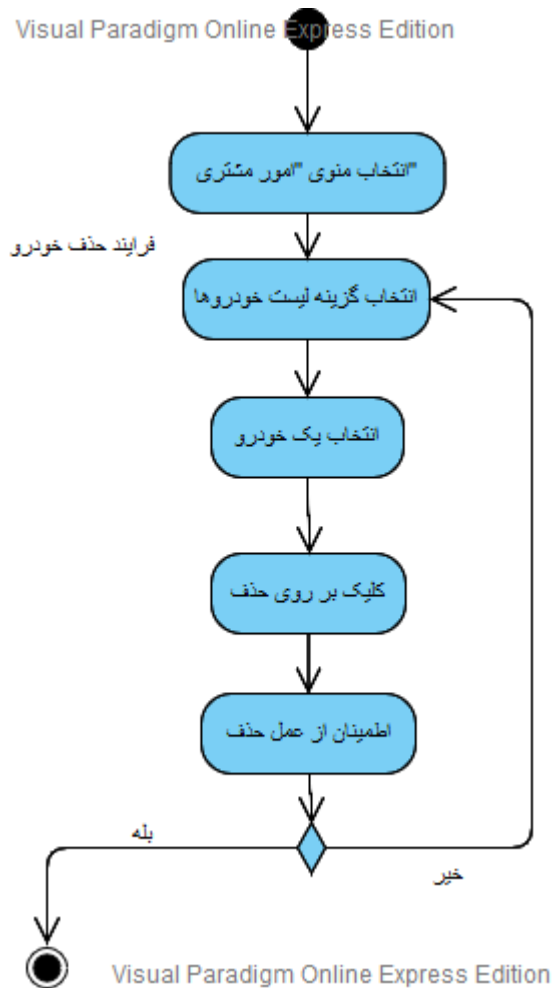 Visual Paradigm Online Express Edition
انتخاب منوی "امور مشتری"
فرایند حذف خودرو
انتخاب گزینه لیست خودروها
انتخاب یک خودرو
کلیک بر روی حذف
اطمینان از عمل حذف
بله
خیر
Visual Paradigm Online Express Edition